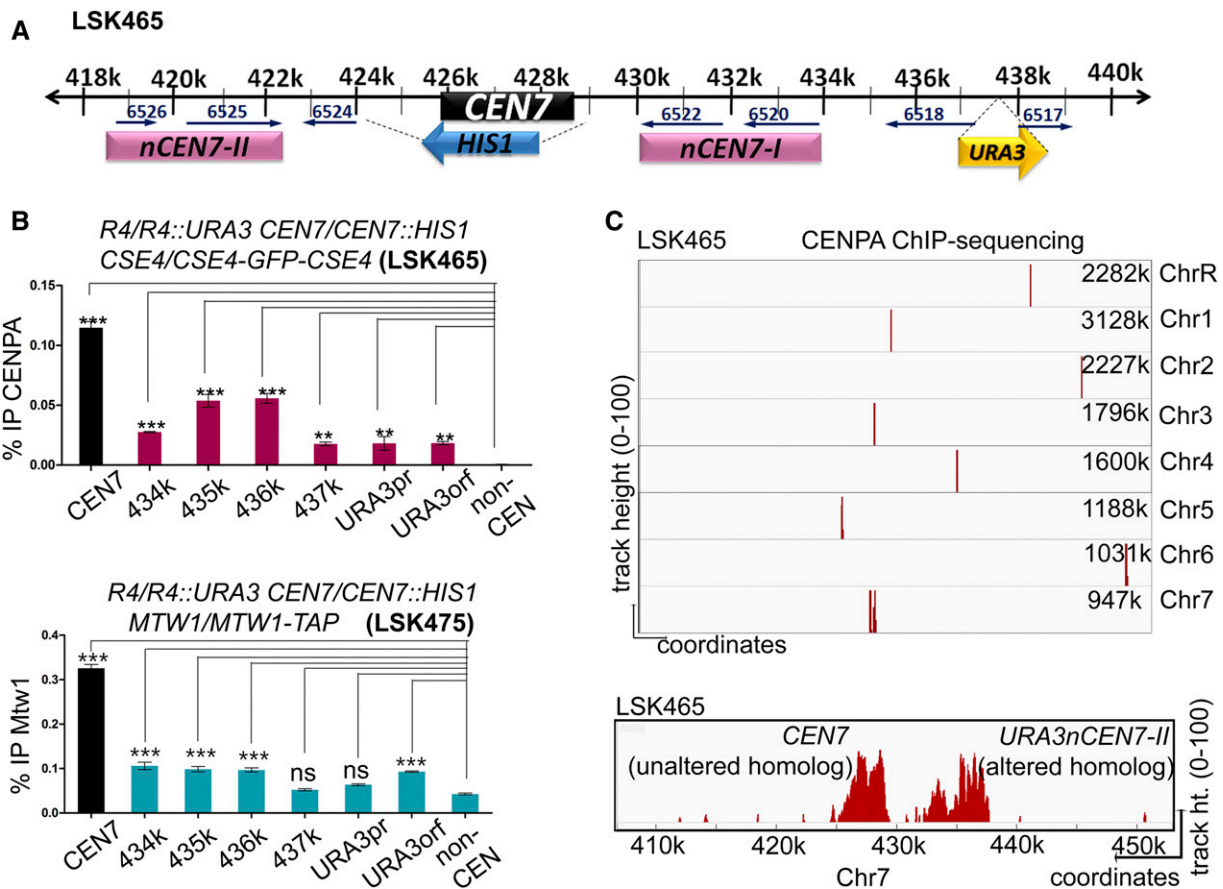 A LSK465
418k 420k 422k 424k 426k 428k 430k 432k 434k 436k 438k 440k
6526 6525 6524 CEN7 6522 6520 6518 6517
nCEN7-II HIS1 nCEN7-I URA3
B
R4/R4::URA3 CEN7/CEN7::HIS1
CSE4/CSE4-GFP-CSE4 (LSK465)
% IP CENPA
0.15
0.10
0.05
0.00
*** *** *** *** ** ** **
CEN7 434k 435k 436k 437k URA3pr URA3orf non-CEN
R4/R4::URA3 CEN7/CEN7::HIS1
MTW1/MTW1-TAP (LSK475)
% IP Mtw1
0.4
0.3
0.2
0.1
0.0
*** *** *** *** ns ns ***
CEN7 434k 435k 436k 437k URA3pr URA3orf non-CEN
C
LSK465 CENPA ChIP-sequencing
track height (0-100)
2282k ChrR
3128k Chr1
2227k Chr2
1796k Chr3
1600k Chr4
1188k Chr5
1031k Chr6
947k Chr7
coordinates
LSK465
CEN7 URA3nCEN7-II
(unaltered homolog) (altered homolog)
track ht. (0-100)
410k 420k 430k 440k 450k
Chr7 coordinates